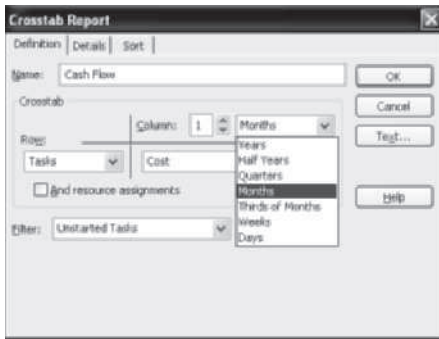 Crosstab Report
Definition Details Sort
Name: Cash Flow
OK
Crosstab
Cancel
Column: 1 Months
Text...
Row:
Years
Tasks Cost
Half Years
Quarters
And resource assignments
Months
Help
Thirds of Months
Filter: Unstarted Tasks
Weeks
Days